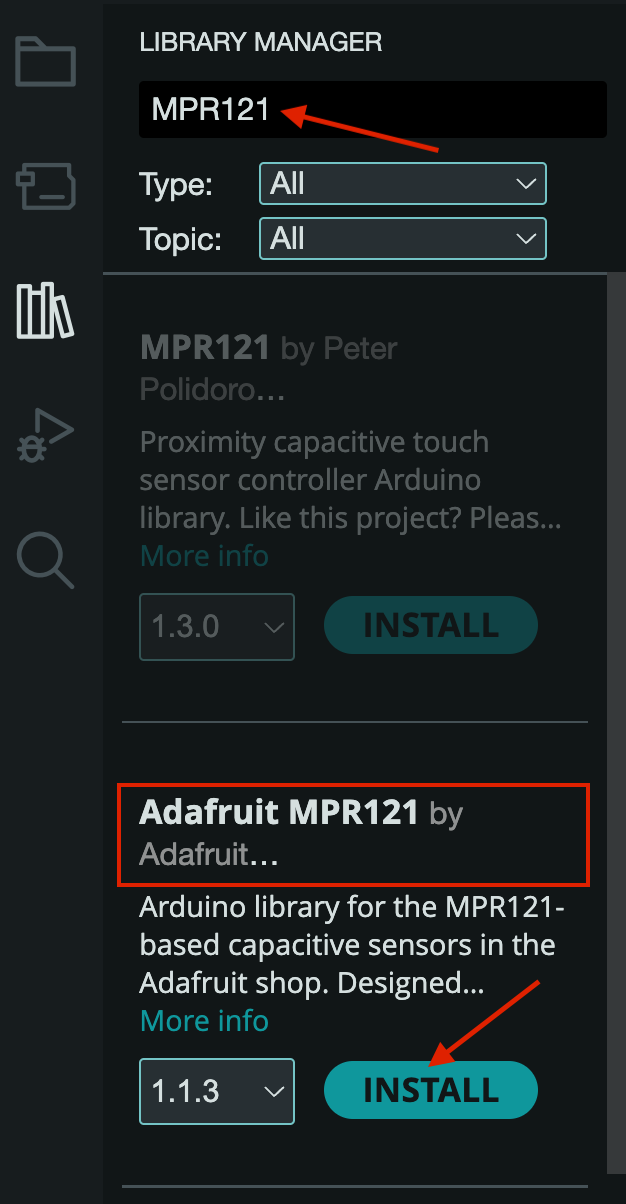 LIBRARY MANAGER
MPR121
Type: All
Topic: All
MPR121 by Peter
Polidoro...
Proximity capacitive touch
sensor controller Arduino
library. Like this project? Pleas...
More info
1.3.0 INSTALL
Adafruit MPR121 by
Adafruit...
Arduino library for the MPR121-
based capacitive sensors in the
Adafruit shop. Designed...
More info
1.1.3 INSTALL